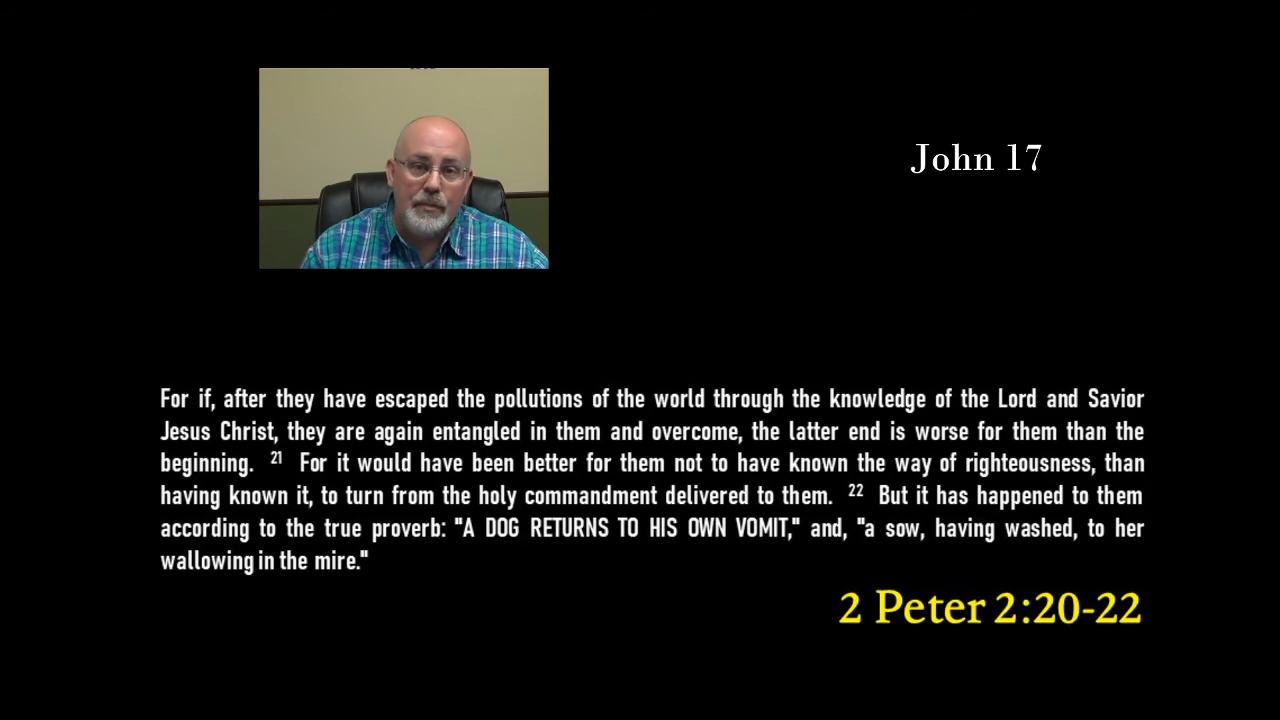 John 17
For if, after they have escaped the pollutions of the world through the knowledge of the Lord and Savior
Jesus Christ, they are again entangled in them and overcome, the latter end is worse for them than the
beginning. 21 For it would have been better for them not to have known the way of righteousness, than
having known it, to turn from the holy commandment delivered to them. 22 But it has happened to them
according to the true proverb: "A DOG RETURNS TO HIS OWN VOMIT," and, "a sow, having washed, to her
wallowing in the mire."
2 Peter 2:20-22